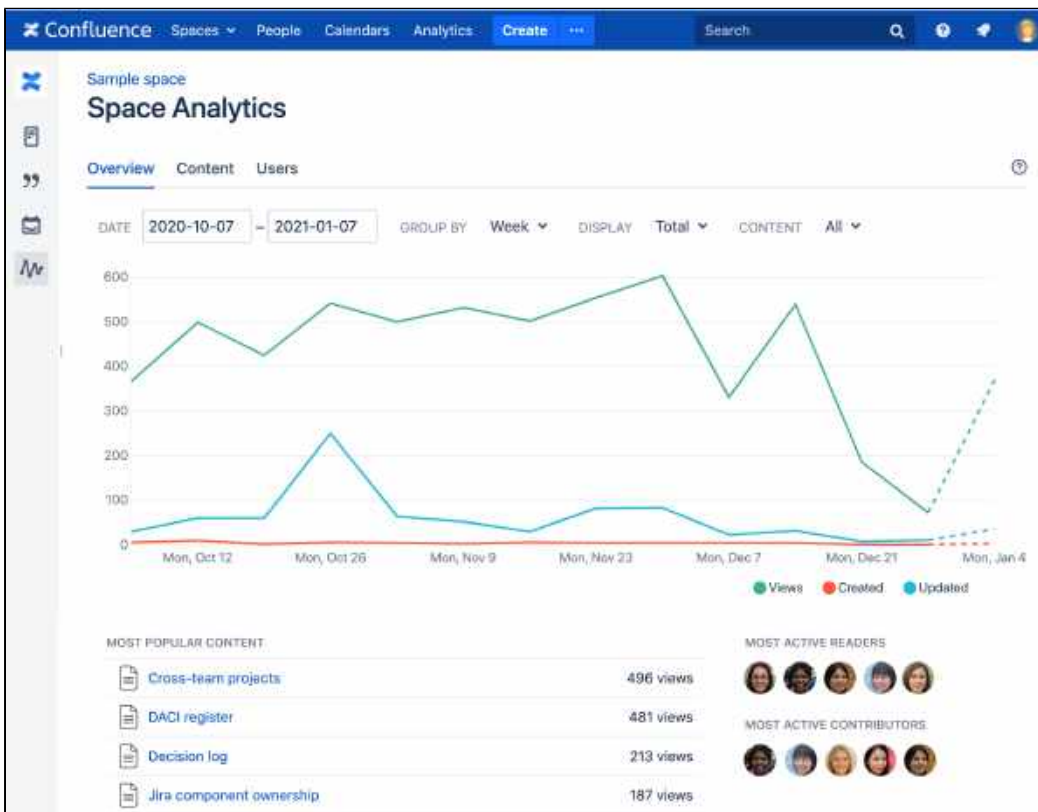 Confluence Spaces People Calendars Analytics Create ... Search
Sample space
Space Analytics
Overview Content Users
DATE 2020-10-07 – 2021-01-07 GROUP BY Week DISPLAY Total CONTENT All
600
500
400
300
200
100
0
Mon, Oct 12 Mon, Oct 26 Mon, Nov 9 Mon, Nov 23 Mon, Dec 7 Mon, Dec 21 Mon, Jan 4
Views Created Updated
MOST POPULAR CONTENT
Cross-team projects 496 views
DACI register 481 views
Decision log 213 views
Jira component ownership 187 views
MOST ACTIVE READERS
MOST ACTIVE CONTRIBUTORS